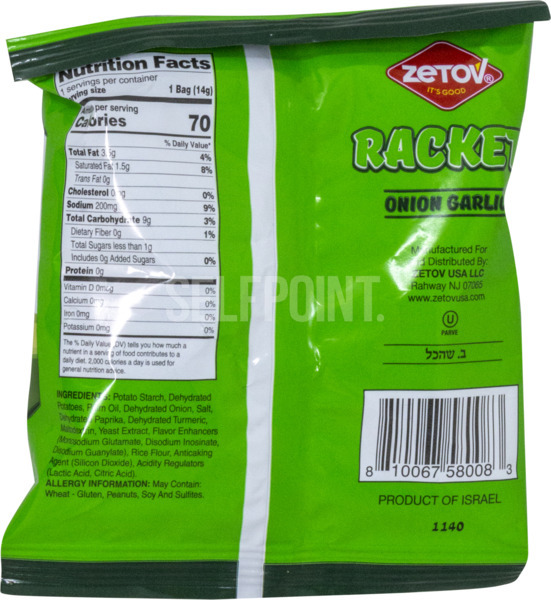 Nutrition Facts
1 servings per container
serving size 1 Bag (14g)
per serving
Calories 70
% Daily Value*
Total Fat 4%
Saturated Fat 1.5g 8%
Trans Fat 0g
Cholesterol 0mg 0%
Sodium 200mg 9%
Total Carbohydrate 9g 3%
Dietary Fiber 0g 1%
Total Sugars less than 1g
Includes 0g Added Sugars 0%
Protein 0g
Vitamin D 0mcg 0%
Calcium 0mg 0%
Iron 0mg 0%
Potassium 0mg 0%
The % Daily Value (DV) tells you how much a
nutrient in a serving of food contributes to a
daily diet. 2,000 calories a day is used for
general nutrition advice.
INGREDIENTS: Potato Starch, Dehydrated
Potatoes, Palm Oil, Dehydrated Onion, Salt,
Dehydrated Paprika, Dehydrated Turmeric,
Maltodextrin, Yeast Extract, Flavor Enhancers
(Monosodium Glutamate, Disodium Inosinate,
Disodium Guanylate), Rice Flour, Anticaking
Agent (Silicon Dioxide), Acidity Regulators
(Lactic Acid, Citric Acid).
ALLERGY INFORMATION: May Contain:
Wheat - Gluten, Peanuts, Soy And Sulfites.
SELFPOINT.
ZETOV®
IT'S GOOD
RACKET
ONION GARLIC
Manufactured For
And Distributed By:
ZETOV USA LLC
Rahway NJ 07065
www.zetovusa.com
U
PARVE
ב. שהכל
8 10067 58008 3
PRODUCT OF ISRAEL
1140